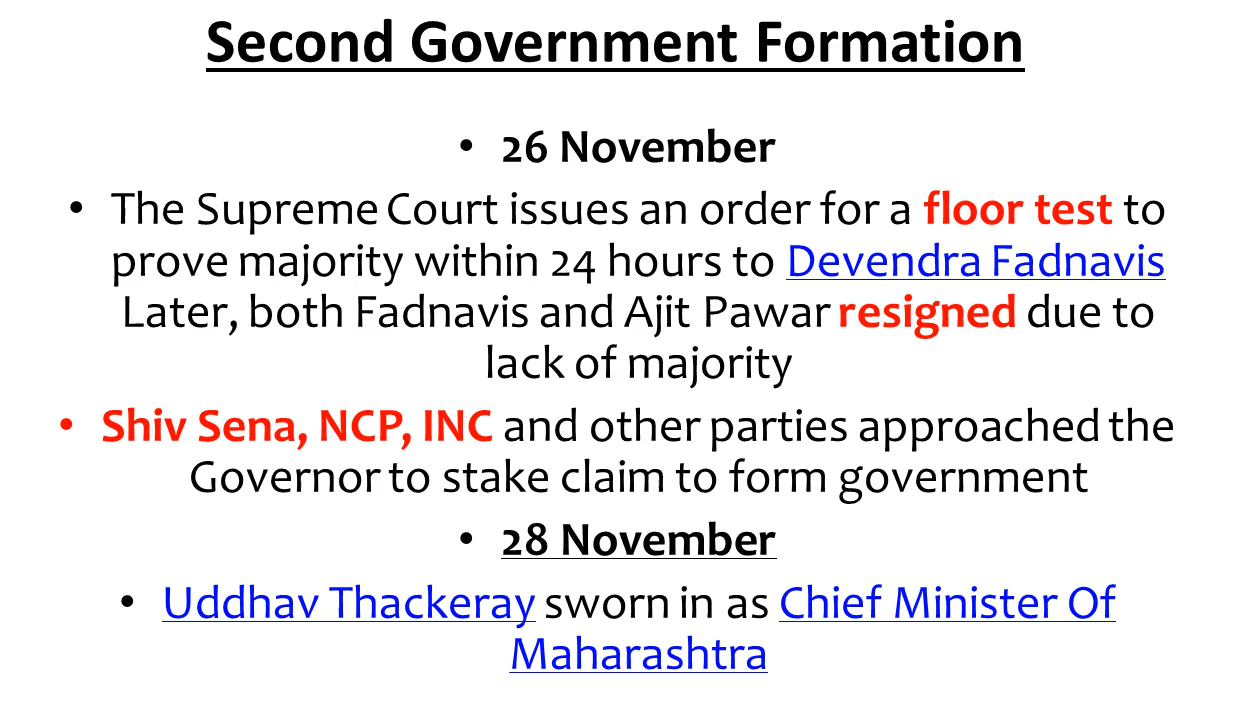 Second Government Formation
• 26 November
• The Supreme Court issues an order for a floor test to
prove majority within 24 hours to Devendra Fadnavis
Later, both Fadnavis and Ajit Pawar resigned due to
lack of majority
• Shiv Sena, NCP, INC and other parties approached the
Governor to stake claim to form government
• 28 November
• Uddhav Thackeray sworn in as Chief Minister Of
Maharashtra